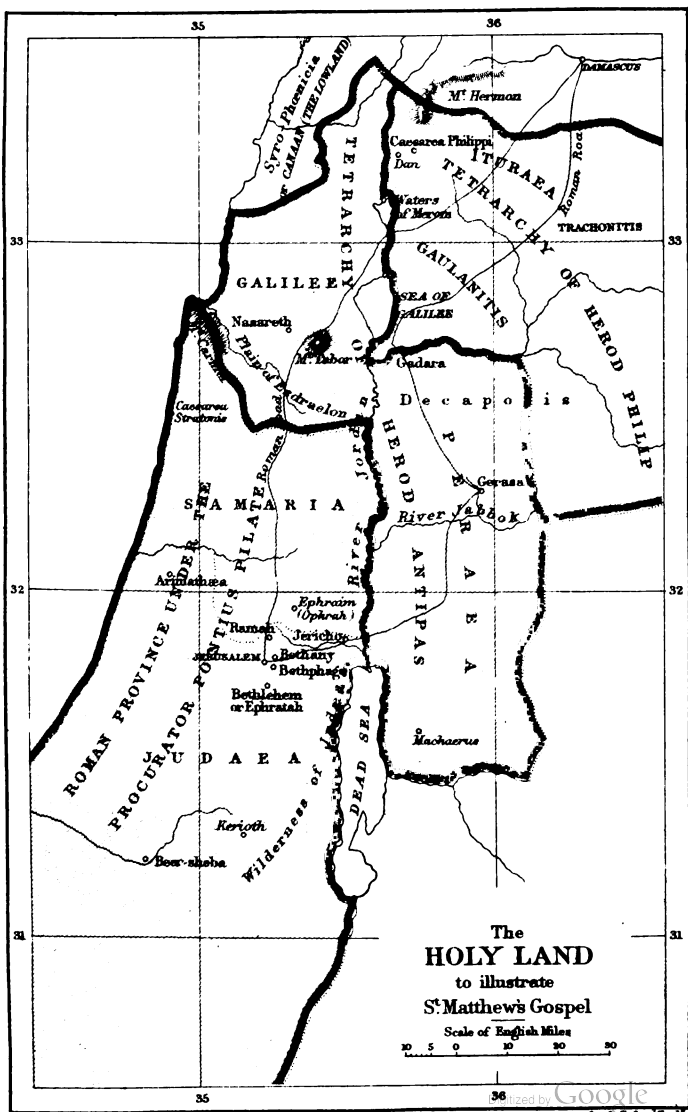 35
36
DAMASCUS
Syro Phœnicia
or CANAAN (THE LOWLAND)
Mt Hermon
Caesarea Philippi
Dan
ITURAEA
TETRARCHY OF HEROD PHILIP
Roman Road
Waters
of Merom
TRACHONITIS
33
33
TETRARCHY OF HEROD ANTIPAS
GALILEE
GAULANITIS
SEA OF
GALILEE
Nazareth
Mt Tabor
Mt Carmel
Plain of Esdraelon
Gadara
Decapolis
Caesarea
Stratonis
Roman Road
River Jordan
PERAEA
Gerasa
River Jabbok
SAMARIA
ROMAN PROVINCE UNDER THE
PROCURATOR PONTIUS PILATE
32
32
Arimathæa
Ephraim
(Ophrah)
Ramah
Jericho
JERUSALEM
Bethany
Bethphage
Bethlehem
or Ephratah
Machaerus
JUDAEA
DEAD SEA
Wilderness of Judaea
Kerioth
Beer-sheba
31
31
The
HOLY LAND
to illustrate
St. Matthew's Gospel
Scale of English Miles
10 5 0 10 20 30
35
36
Digitized by Google